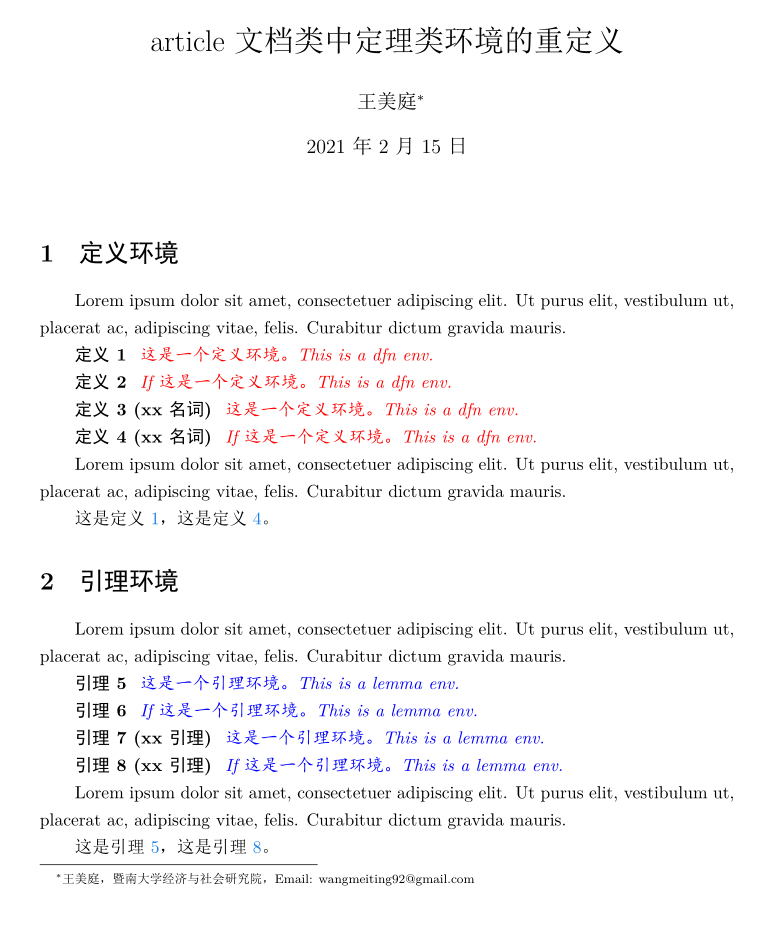 article 文档类中定理类环境的重定义
王美庭*
2021 年 2 月 15 日
1 定义环境
Lorem ipsum dolor sit amet, consectetuer adipiscing elit. Ut purus elit, vestibulum ut,
placerat ac, adipiscing vitae, felis. Curabitur dictum gravida mauris.
定义 1 这是一个定义环境。This is a dfn env.
定义 2 If 这是一个定义环境。This is a dfn env.
定义 3 (xx 名词) 这是一个定义环境。This is a dfn env.
定义 4 (xx 名词) If 这是一个定义环境。This is a dfn env.
Lorem ipsum dolor sit amet, consectetuer adipiscing elit. Ut purus elit, vestibulum ut,
placerat ac, adipiscing vitae, felis. Curabitur dictum gravida mauris.
这是定义 1，这是定义 4。
2 引理环境
Lorem ipsum dolor sit amet, consectetuer adipiscing elit. Ut purus elit, vestibulum ut,
placerat ac, adipiscing vitae, felis. Curabitur dictum gravida mauris.
引理 5 这是一个引理环境。This is a lemma env.
引理 6 If 这是一个引理环境。This is a lemma env.
引理 7 (xx 引理) 这是一个引理环境。This is a lemma env.
引理 8 (xx 引理) If 这是一个引理环境。This is a lemma env.
Lorem ipsum dolor sit amet, consectetuer adipiscing elit. Ut purus elit, vestibulum ut,
placerat ac, adipiscing vitae, felis. Curabitur dictum gravida mauris.
这是引理 5，这是引理 8。
*王美庭，暨南大学经济与社会研究院，Email: wangmeiting92@gmail.com